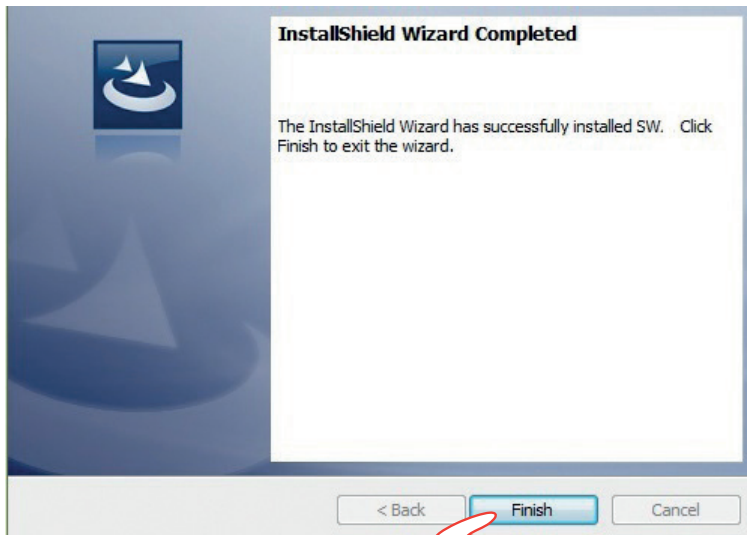 InstallShield Wizard Completed
The InstallShield Wizard has successfully installed SW. Click
Finish to exit the wizard.
< Back Finish Cancel